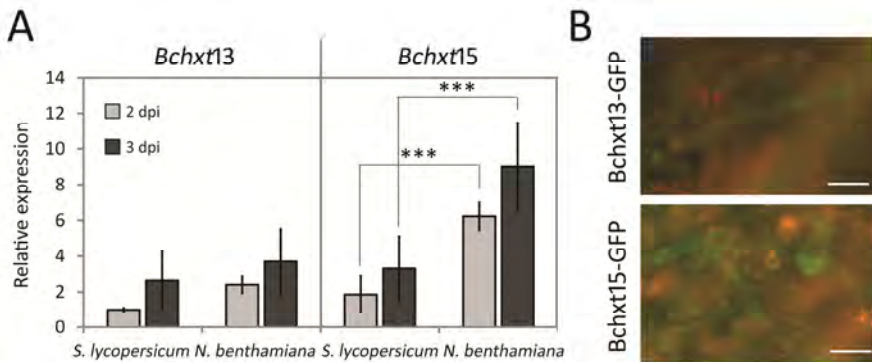 A
B
Bchxt13
Bchxt15
14
12
10
8
6
4
2
0
Relative expression
2 dpi
3 dpi
***
***
S. lycopersicum N. benthamiana
S. lycopersicum N. benthamiana
Bchxt13-GFP
Bchxt15-GFP